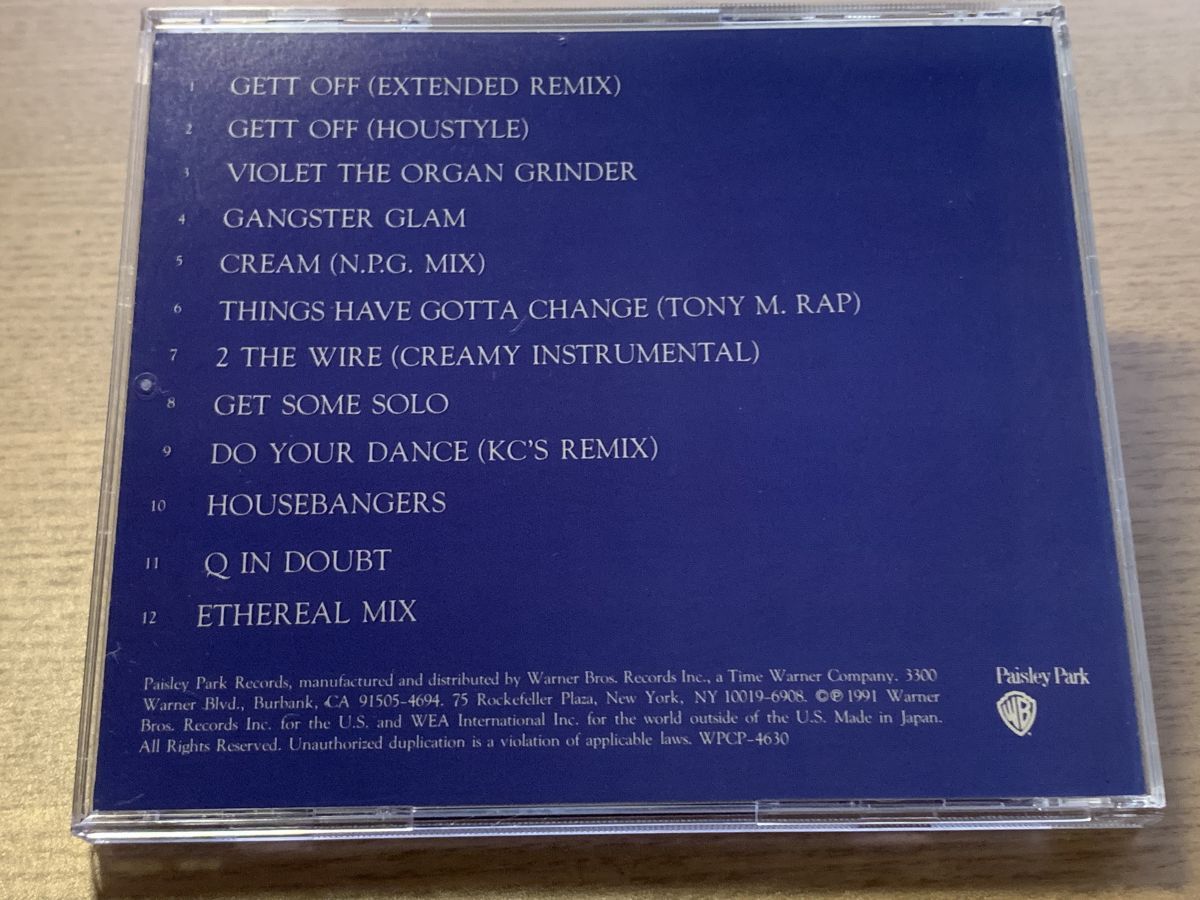 1 GETT OFF (EXTENDED REMIX)
2 GETT OFF (HOUSTYLE)
3 VIOLET THE ORGAN GRINDER
4 GANGSTER GLAM
5 CREAM (N.P.G. MIX)
6 THINGS HAVE GOTTA CHANGE (TONY M. RAP)
7 2 THE WIRE (CREAMY INSTRUMENTAL)
8 GET SOME SOLO
9 DO YOUR DANCE (KC'S REMIX)
10 HOUSEBANGERS
11 Q IN DOUBT
12 ETHEREAL MIX
Paisley Park Records, manufactured and distributed by Warner Bros. Records Inc., a Time Warner Company. 3300
Warner Blvd., Burbank, CA 91505-4694. 75 Rockefeller Plaza, New York, NY 10019-6908. ©℗ 1991 Warner
Bros. Records Inc. for the U.S. and WEA International Inc. for the world outside of the U.S. Made in Japan.
All Rights Reserved. Unauthorized duplication is a violation of applicable laws. WPCP-4630
Paisley Park
WB